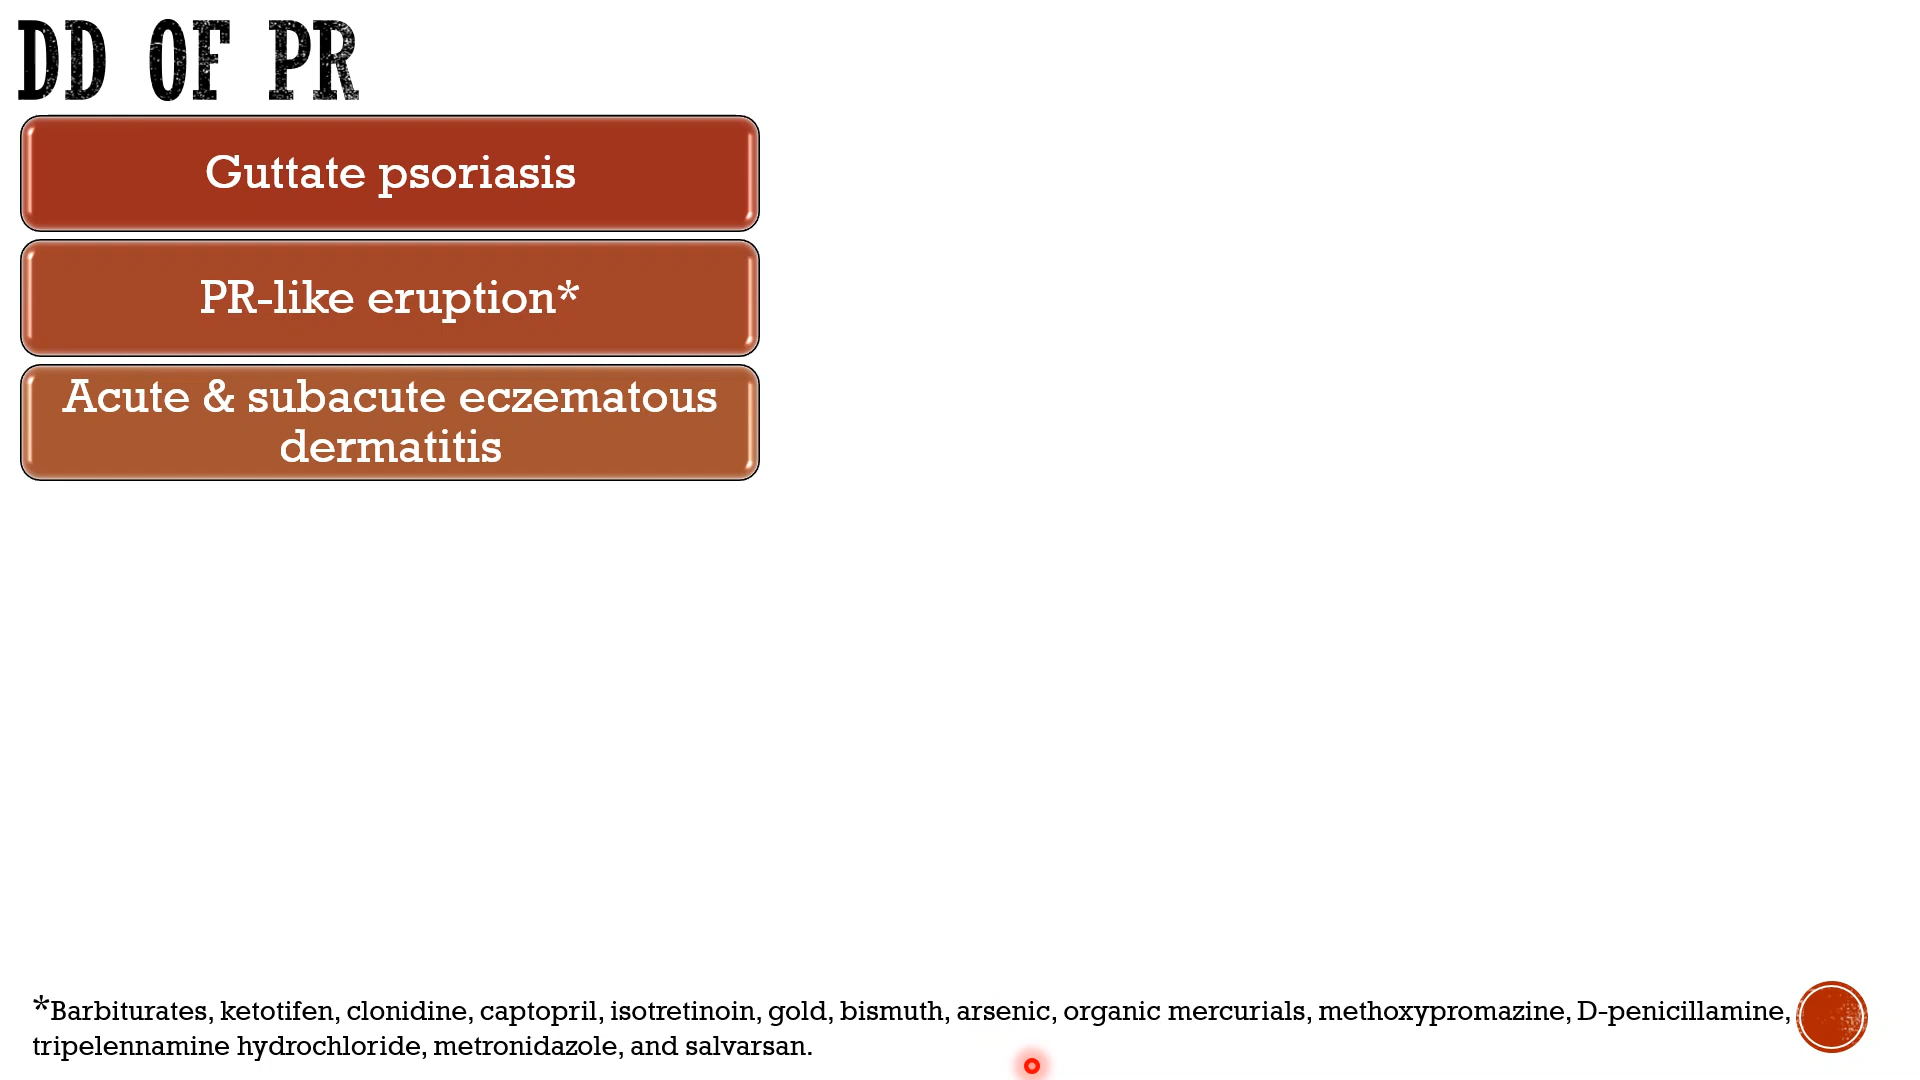 DD OF PR
Guttate psoriasis
PR-like eruption*
Acute & subacute eczematous
dermatitis
*Barbiturates, ketotifen, clonidine, captopril, isotretinoin, gold, bismuth, arsenic, organic mercurials, methoxypromazine, D-penicillamine,
tripelennamine hydrochloride, metronidazole, and salvarsan.